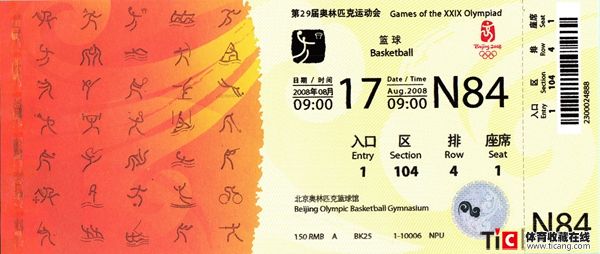 第29届奥林匹克运动会 Games of the XXIX Olympiad
篮球
Basketball
Beijing 2008
日期 / 时间
2008年08月
09:00
17
Date / Time
Aug.2008
09:00
N84
入口 区 排 座席
Entry Section Row Seat
1 104 4 1
北京奥林匹克篮球馆
Beijing Olympic Basketball Gymnasium
150 RMB A BK25 1-10006 NPU
座席 Seat 1
排 Row 4
区 Section 104
入口 Entry 1
2300024888
N84
TiC 体育收藏在线
www.ticang.com